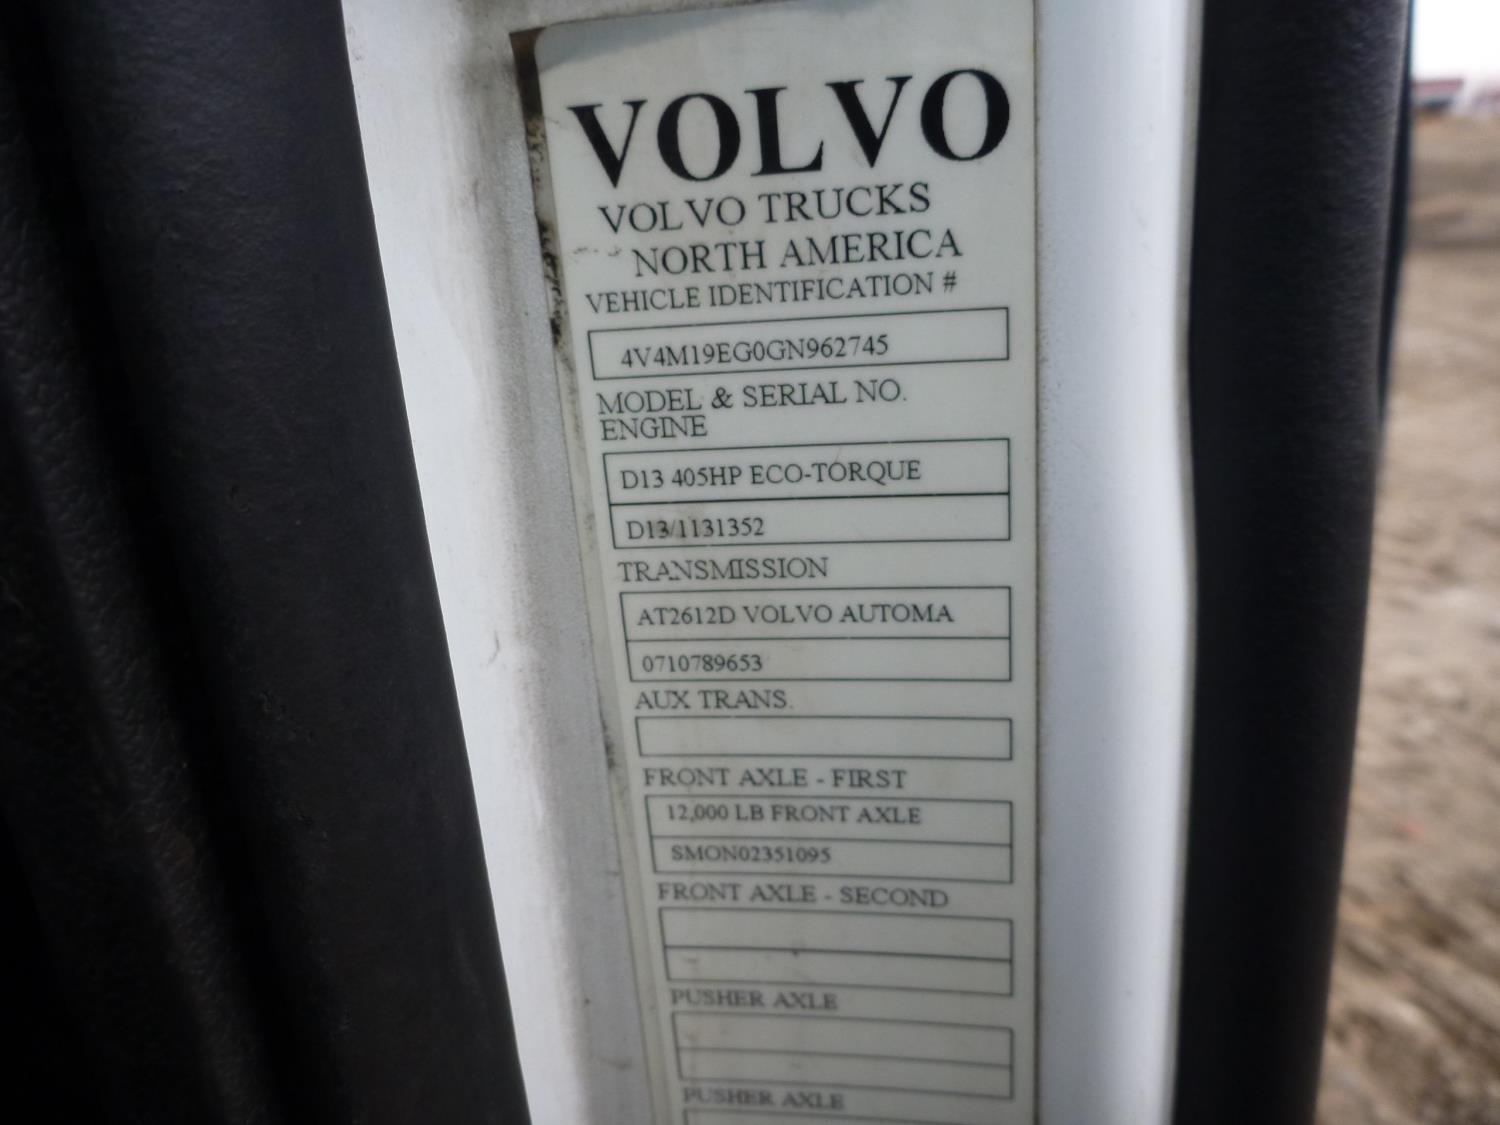 VOLVO
VOLVO TRUCKS
NORTH AMERICA
VEHICLE IDENTIFICATION #
4V4M19EG0GN962745
MODEL & SERIAL NO.
ENGINE
D13 405HP ECO-TORQUE
D13/1131352
TRANSMISSION
AT2612D VOLVO AUTOMA
0710789653
AUX TRANS.
FRONT AXLE - FIRST
12,000 LB FRONT AXLE
SMON02351095
FRONT AXLE - SECOND
PUSHER AXLE
PUSHER AXLE